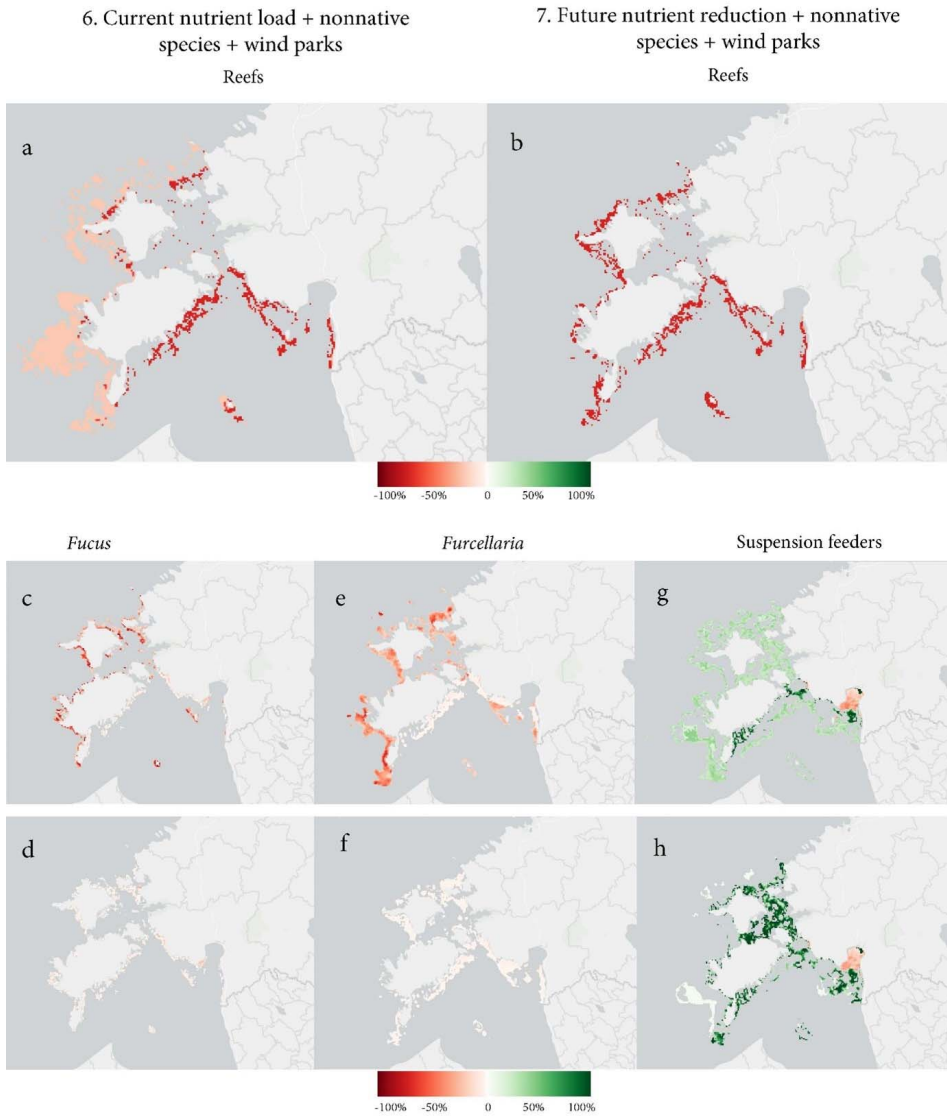 6. Current nutrient load + nonnative
species + wind parks
Reefs
7. Future nutrient reduction + nonnative
species + wind parks
Reefs
a
b
-100% -50% 0 50% 100%
Fucus
Furcellaria
Suspension feeders
c
e
g
d
f
h
-100% -50% 0 50% 100%